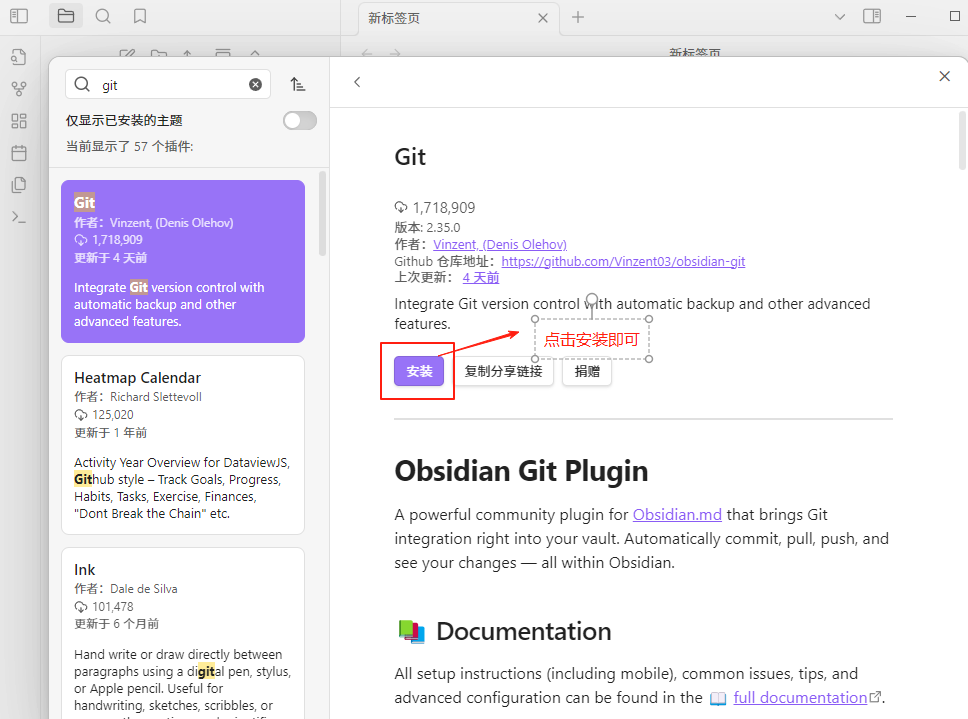 新标签页
新标签页
git
仅显示已安装的主题
当前显示了 57 个插件:
Git
作者：Vinzent, (Denis Olehov)
1,718,909
更新于 4 天前
Integrate Git version control with
automatic backup and other
advanced features.
Heatmap Calendar
作者：Richard Slettevoll
125,020
更新于 1 年前
Activity Year Overview for DataviewJS,
Github style – Track Goals, Progress,
Habits, Tasks, Exercise, Finances,
"Dont Break the Chain" etc.
Ink
作者：Dale de Silva
101,478
更新于 6 个月前
Hand write or draw directly between
paragraphs using a digital pen, stylus,
or Apple pencil. Useful for
handwriting, sketches, scribbles, or
Git
1,718,909
版本: 2.35.0
作者：Vinzent, (Denis Olehov)
Github 仓库地址：https://github.com/Vinzent03/obsidian-git
上次更新： 4 天前
Integrate Git version control with automatic backup and other advanced
features.
点击安装即可
安装 复制分享链接 捐赠
Obsidian Git Plugin
A powerful community plugin for Obsidian.md that brings Git
integration right into your vault. Automatically commit, pull, push, and
see your changes — all within Obsidian.
Documentation
All setup instructions (including mobile), common issues, tips, and
advanced configuration can be found in the 📖 full documentation.